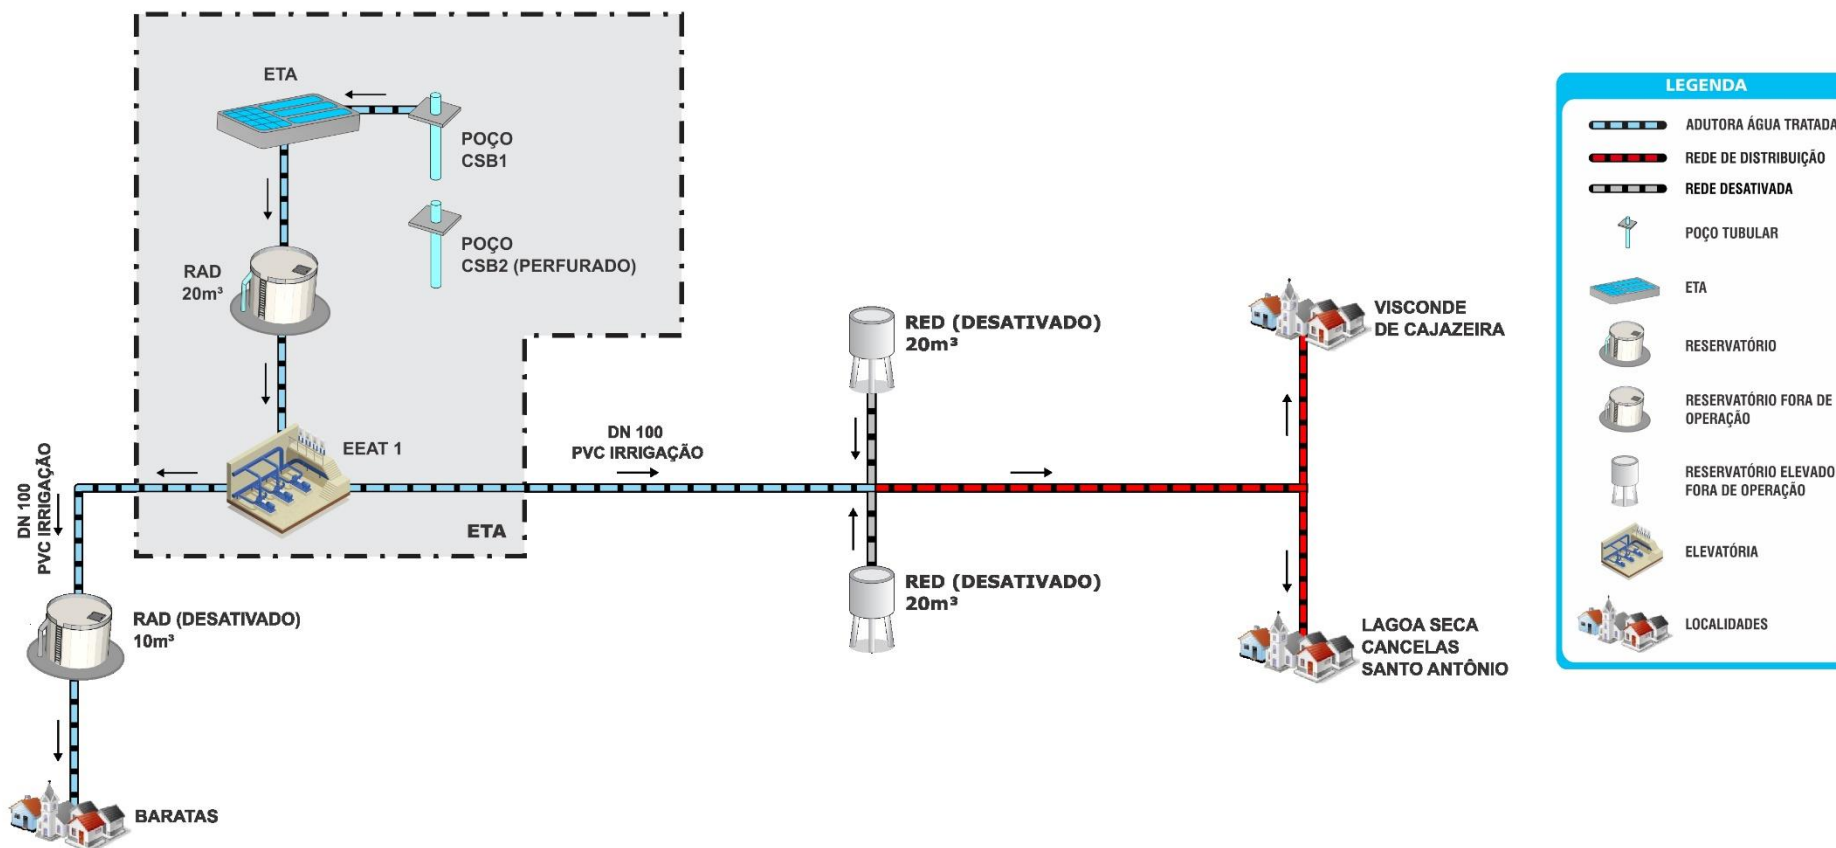 ETA
POÇO
CSB1
POÇO
CSB2 (PERFURADO)
RAD
20m³
EEAT 1
ETA
DN 100
PVC IRRIGAÇÃO
RAD (DESATIVADO)
10m³
BARATAS
DN 100
PVC IRRIGAÇÃO
RED (DESATIVADO)
20m³
RED (DESATIVADO)
20m³
VISCONDE
DE CAJAZEIRA
LAGOA SECA
CANCELAS
SANTO ANTÔNIO
LEGENDA
ADUTORA ÁGUA TRATADA
REDE DE DISTRIBUIÇÃO
REDE DESATIVADA
POÇO TUBULAR
ETA
RESERVATÓRIO
RESERVATÓRIO FORA DE
OPERAÇÃO
RESERVATÓRIO ELEVADO
FORA DE OPERAÇÃO
ELEVATÓRIA
LOCALIDADES